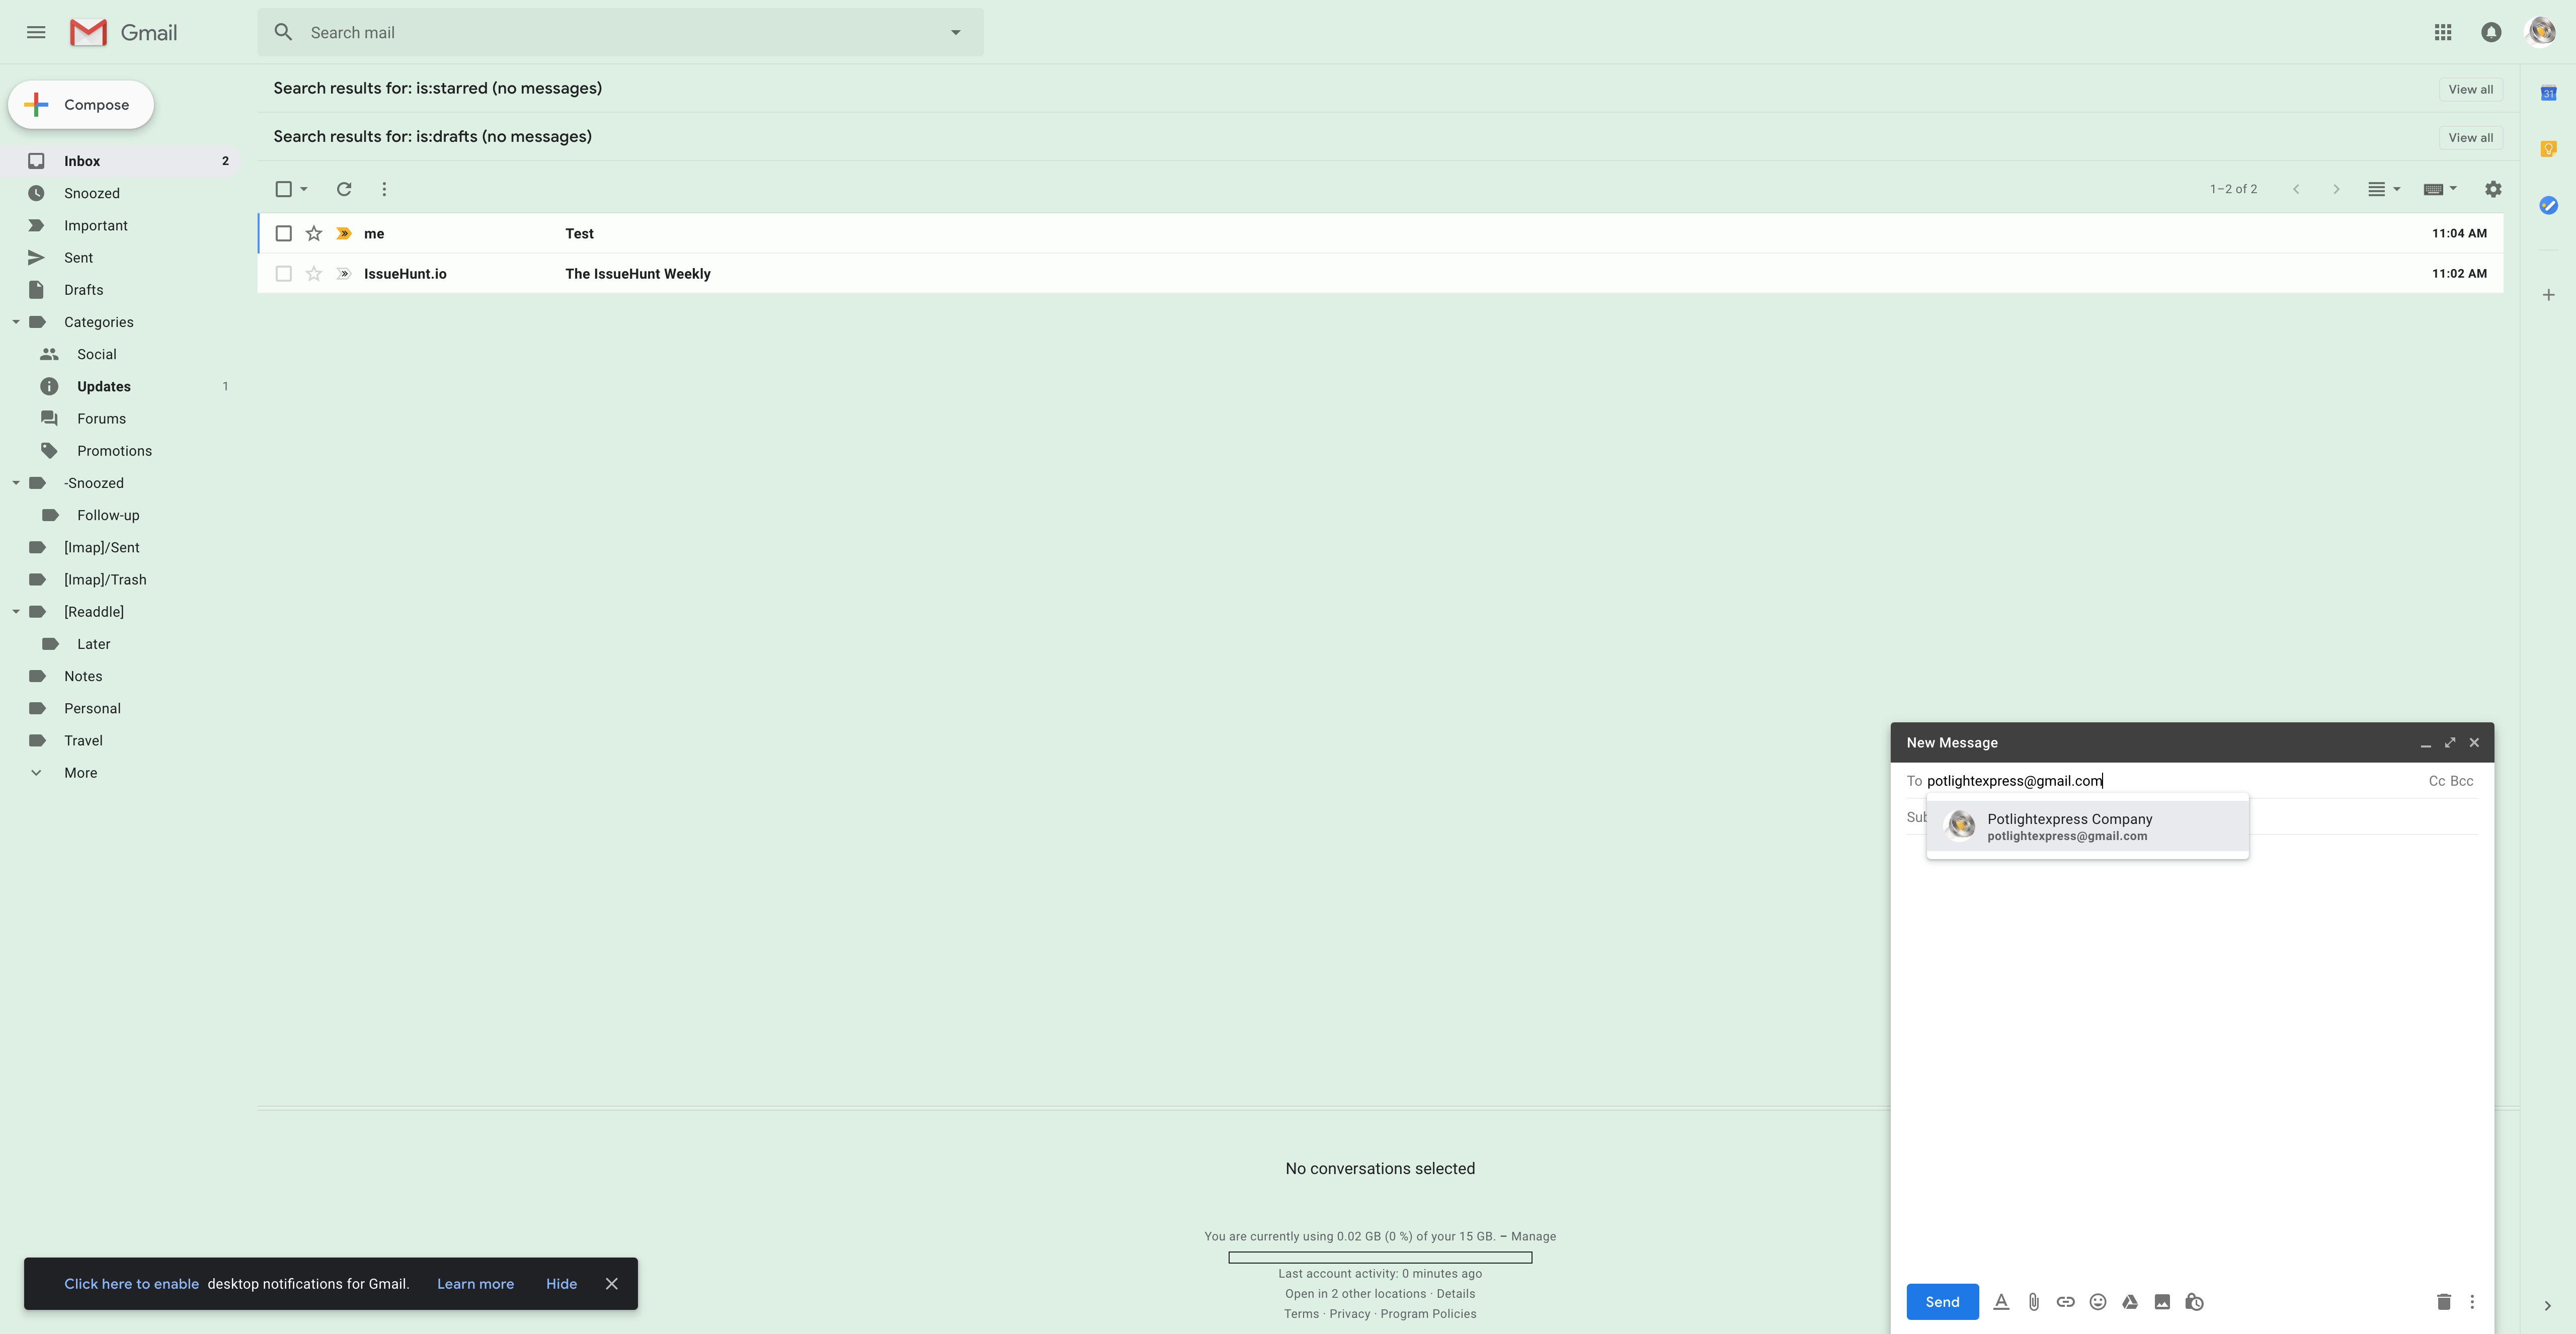 Gmail
Search mail
Compose
Inbox 2
Snoozed
Important
Sent
Drafts
Categories
Social
Updates 1
Forums
Promotions
-Snoozed
Follow-up
[Imap]/Sent
[Imap]/Trash
[Readdle]
Later
Notes
Personal
Travel
More
Search results for: is:starred (no messages) View all
Search results for: is:drafts (no messages) View all
1–2 of 2
me Test 11:04 AM
IssueHunt.io The IssueHunt Weekly 11:02 AM
31
New Message
To potlightexpress@gmail.com Cc Bcc
Sub
Potlightexpress Company
potlightexpress@gmail.com
Send
No conversations selected
You are currently using 0.02 GB (0 %) of your 15 GB. – Manage
Last account activity: 0 minutes ago
Open in 2 other locations · Details
Terms · Privacy · Program Policies
Click here to enable desktop notifications for Gmail. Learn more Hide